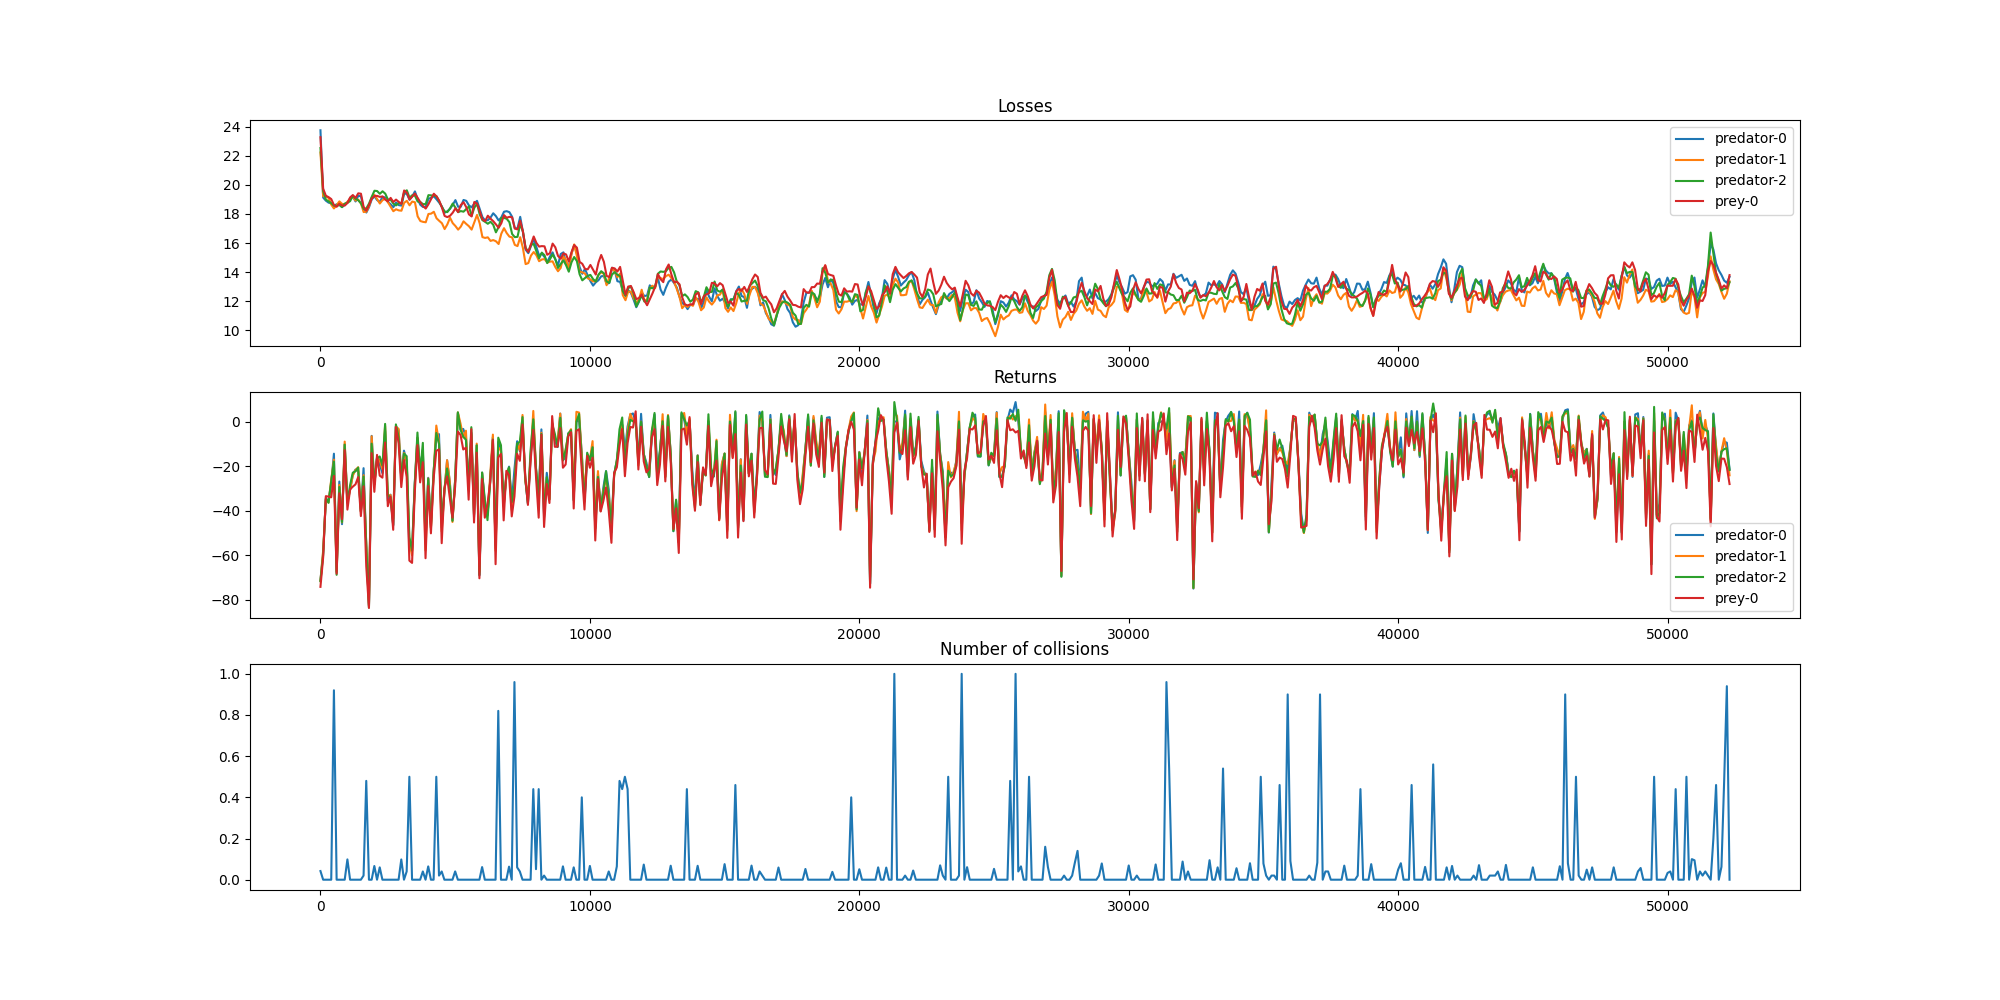 Losses
24
22
20
18
16
14
12
10
predator-0
predator-1
predator-2
prey-0
0 10000 20000 30000 40000 50000
Returns
0
−20
−40
−60
−80
predator-0
predator-1
predator-2
prey-0
0 10000 20000 30000 40000 50000
Number of collisions
1.0
0.8
0.6
0.4
0.2
0.0
0 10000 20000 30000 40000 50000